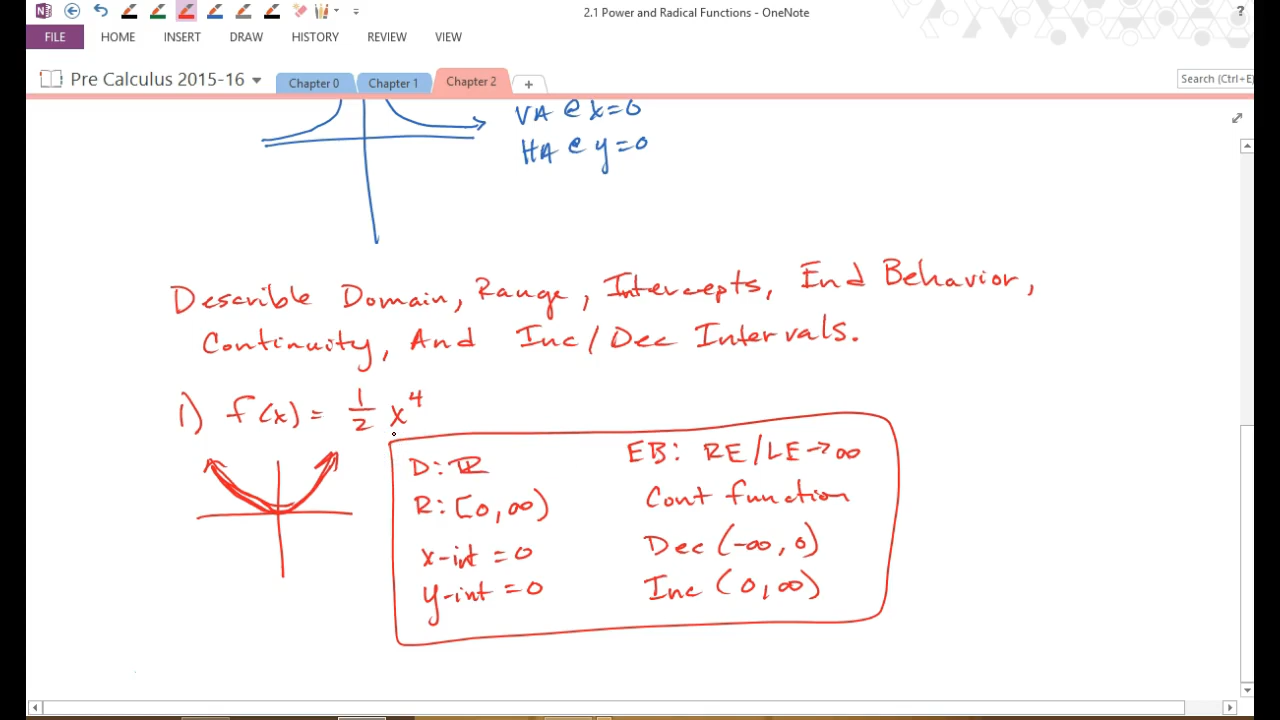 2.1 Power and Radical Functions - OneNote
?
FILE HOME INSERT DRAW HISTORY REVIEW VIEW
Pre Calculus 2015-16 Chapter 0 Chapter 1 Chapter 2 +
Search (Ctrl+E)
VA @ x=0
HA @ y=0
Describle Domain, Range, Intercepts, End Behavior,
Continuity, And Inc/Dec Intervals.
1) f(x) = 1/2 x^4
D: ℝ
R: [0, ∞)
x-int = 0
y-int = 0
EB: RE/LE → ∞
Cont function
Dec (-∞, 0)
Inc (0, ∞)